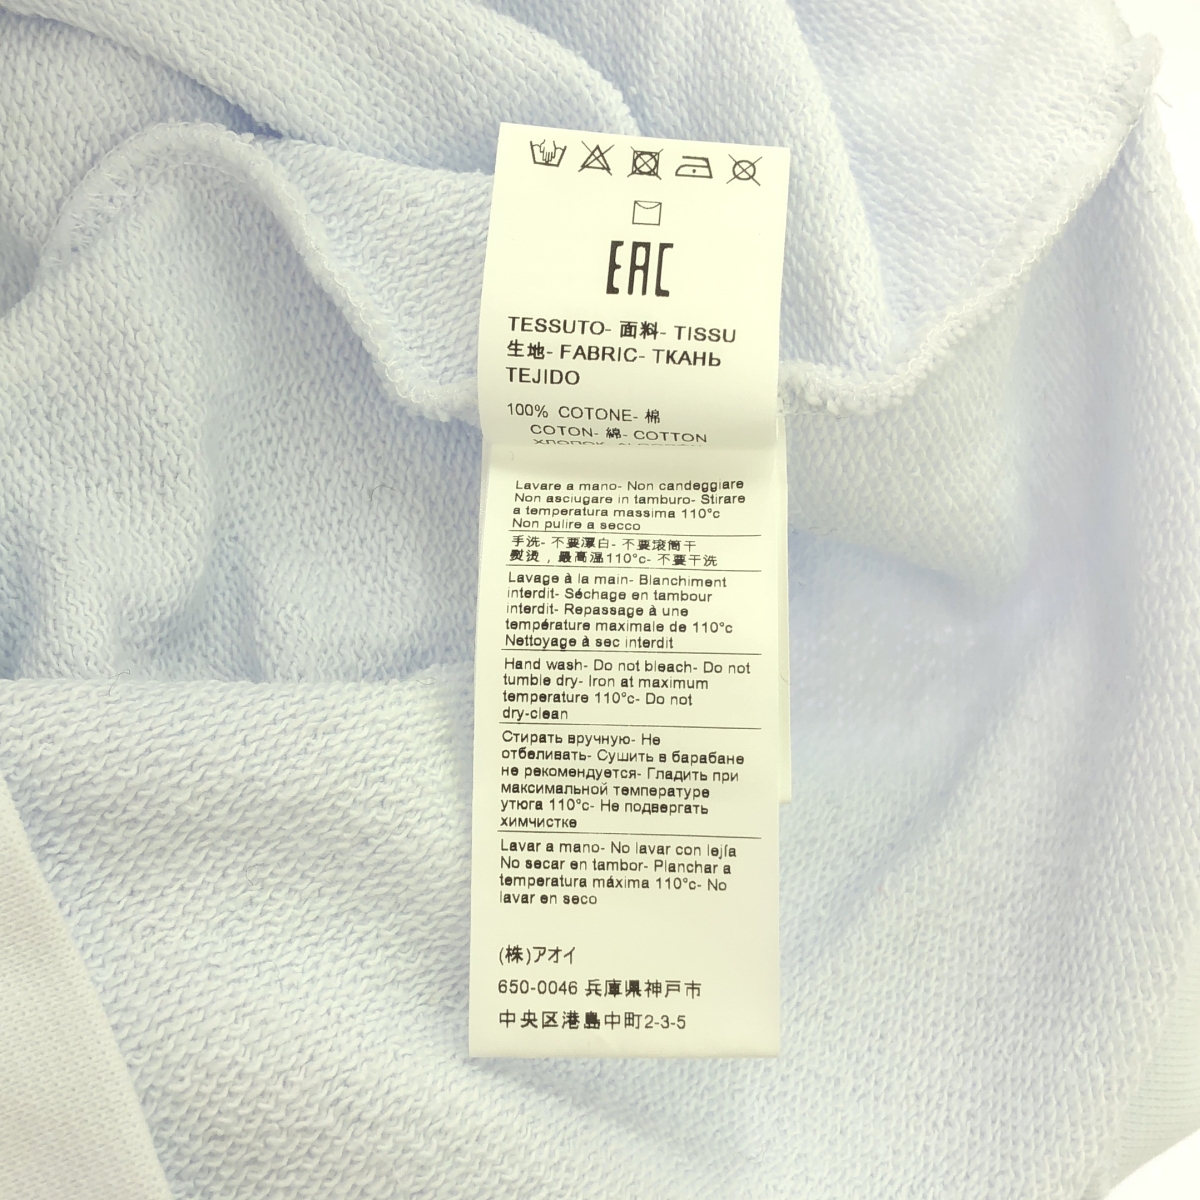 EAC
TESSUTO- 面料- TISSU
生地- FABRIC- ТКАНЬ
TEJIDO
100% COTONE- 棉
COTON- 綿- COTTON
Lavare a mano- Non candeggiare
Non asciugare in tamburo- Stirare
a temperatura massima 110°c
Non pulire a secco
手洗- 不要漂白- 不要滚筒干
熨烫，最高温110°c- 不要干洗
Lavage à la main- Blanchiment
interdit- Séchage en tambour
interdit- Repassage à une
température maximale de 110°c
Nettoyage à sec interdit
Hand wash- Do not bleach- Do not
tumble dry- Iron at maximum
temperature 110°c- Do not
dry-clean
Стирать вручную- Не
отбеливать- Сушить в барабане
не рекомендуется- Гладить при
максимальной температуре
утюга 110°c- Не подвергать
химчистке
Lavar a mano- No lavar con lejía
No secar en tambor- Planchar a
temperatura máxima 110°c- No
lavar en seco
(株)アオイ
650-0046 兵庫県神戸市
中央区港島中町2-3-5